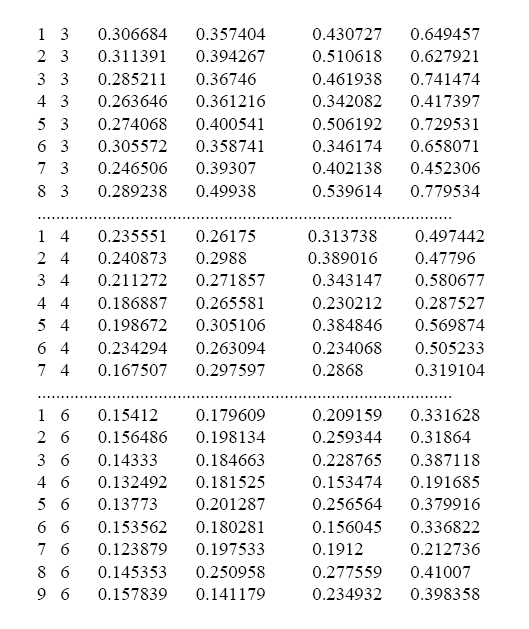 1 3 0.306684 0.357404 0.430727 0.649457
2 3 0.311391 0.394267 0.510618 0.627921
3 3 0.285211 0.36746 0.461938 0.741474
4 3 0.263646 0.361216 0.342082 0.417397
5 3 0.274068 0.400541 0.506192 0.729531
6 3 0.305572 0.358741 0.346174 0.658071
7 3 0.246506 0.39307 0.402138 0.452306
8 3 0.289238 0.49938 0.539614 0.779534
....................................................................................................
1 4 0.235551 0.26175 0.313738 0.497442
2 4 0.240873 0.2988 0.389016 0.47796
3 4 0.211272 0.271857 0.343147 0.580677
4 4 0.186887 0.265581 0.230212 0.287527
5 4 0.198672 0.305106 0.384846 0.569874
6 4 0.234294 0.263094 0.234068 0.505233
7 4 0.167507 0.297597 0.2868 0.319104
....................................................................................................
1 6 0.15412 0.179609 0.209159 0.331628
2 6 0.156486 0.198134 0.259344 0.31864
3 6 0.14333 0.184663 0.228765 0.387118
4 6 0.132492 0.181525 0.153474 0.191685
5 6 0.13773 0.201287 0.256564 0.379916
6 6 0.153562 0.180281 0.156045 0.336822
7 6 0.123879 0.197533 0.1912 0.212736
8 6 0.145353 0.250958 0.277559 0.41007
9 6 0.157839 0.141179 0.234932 0.398358